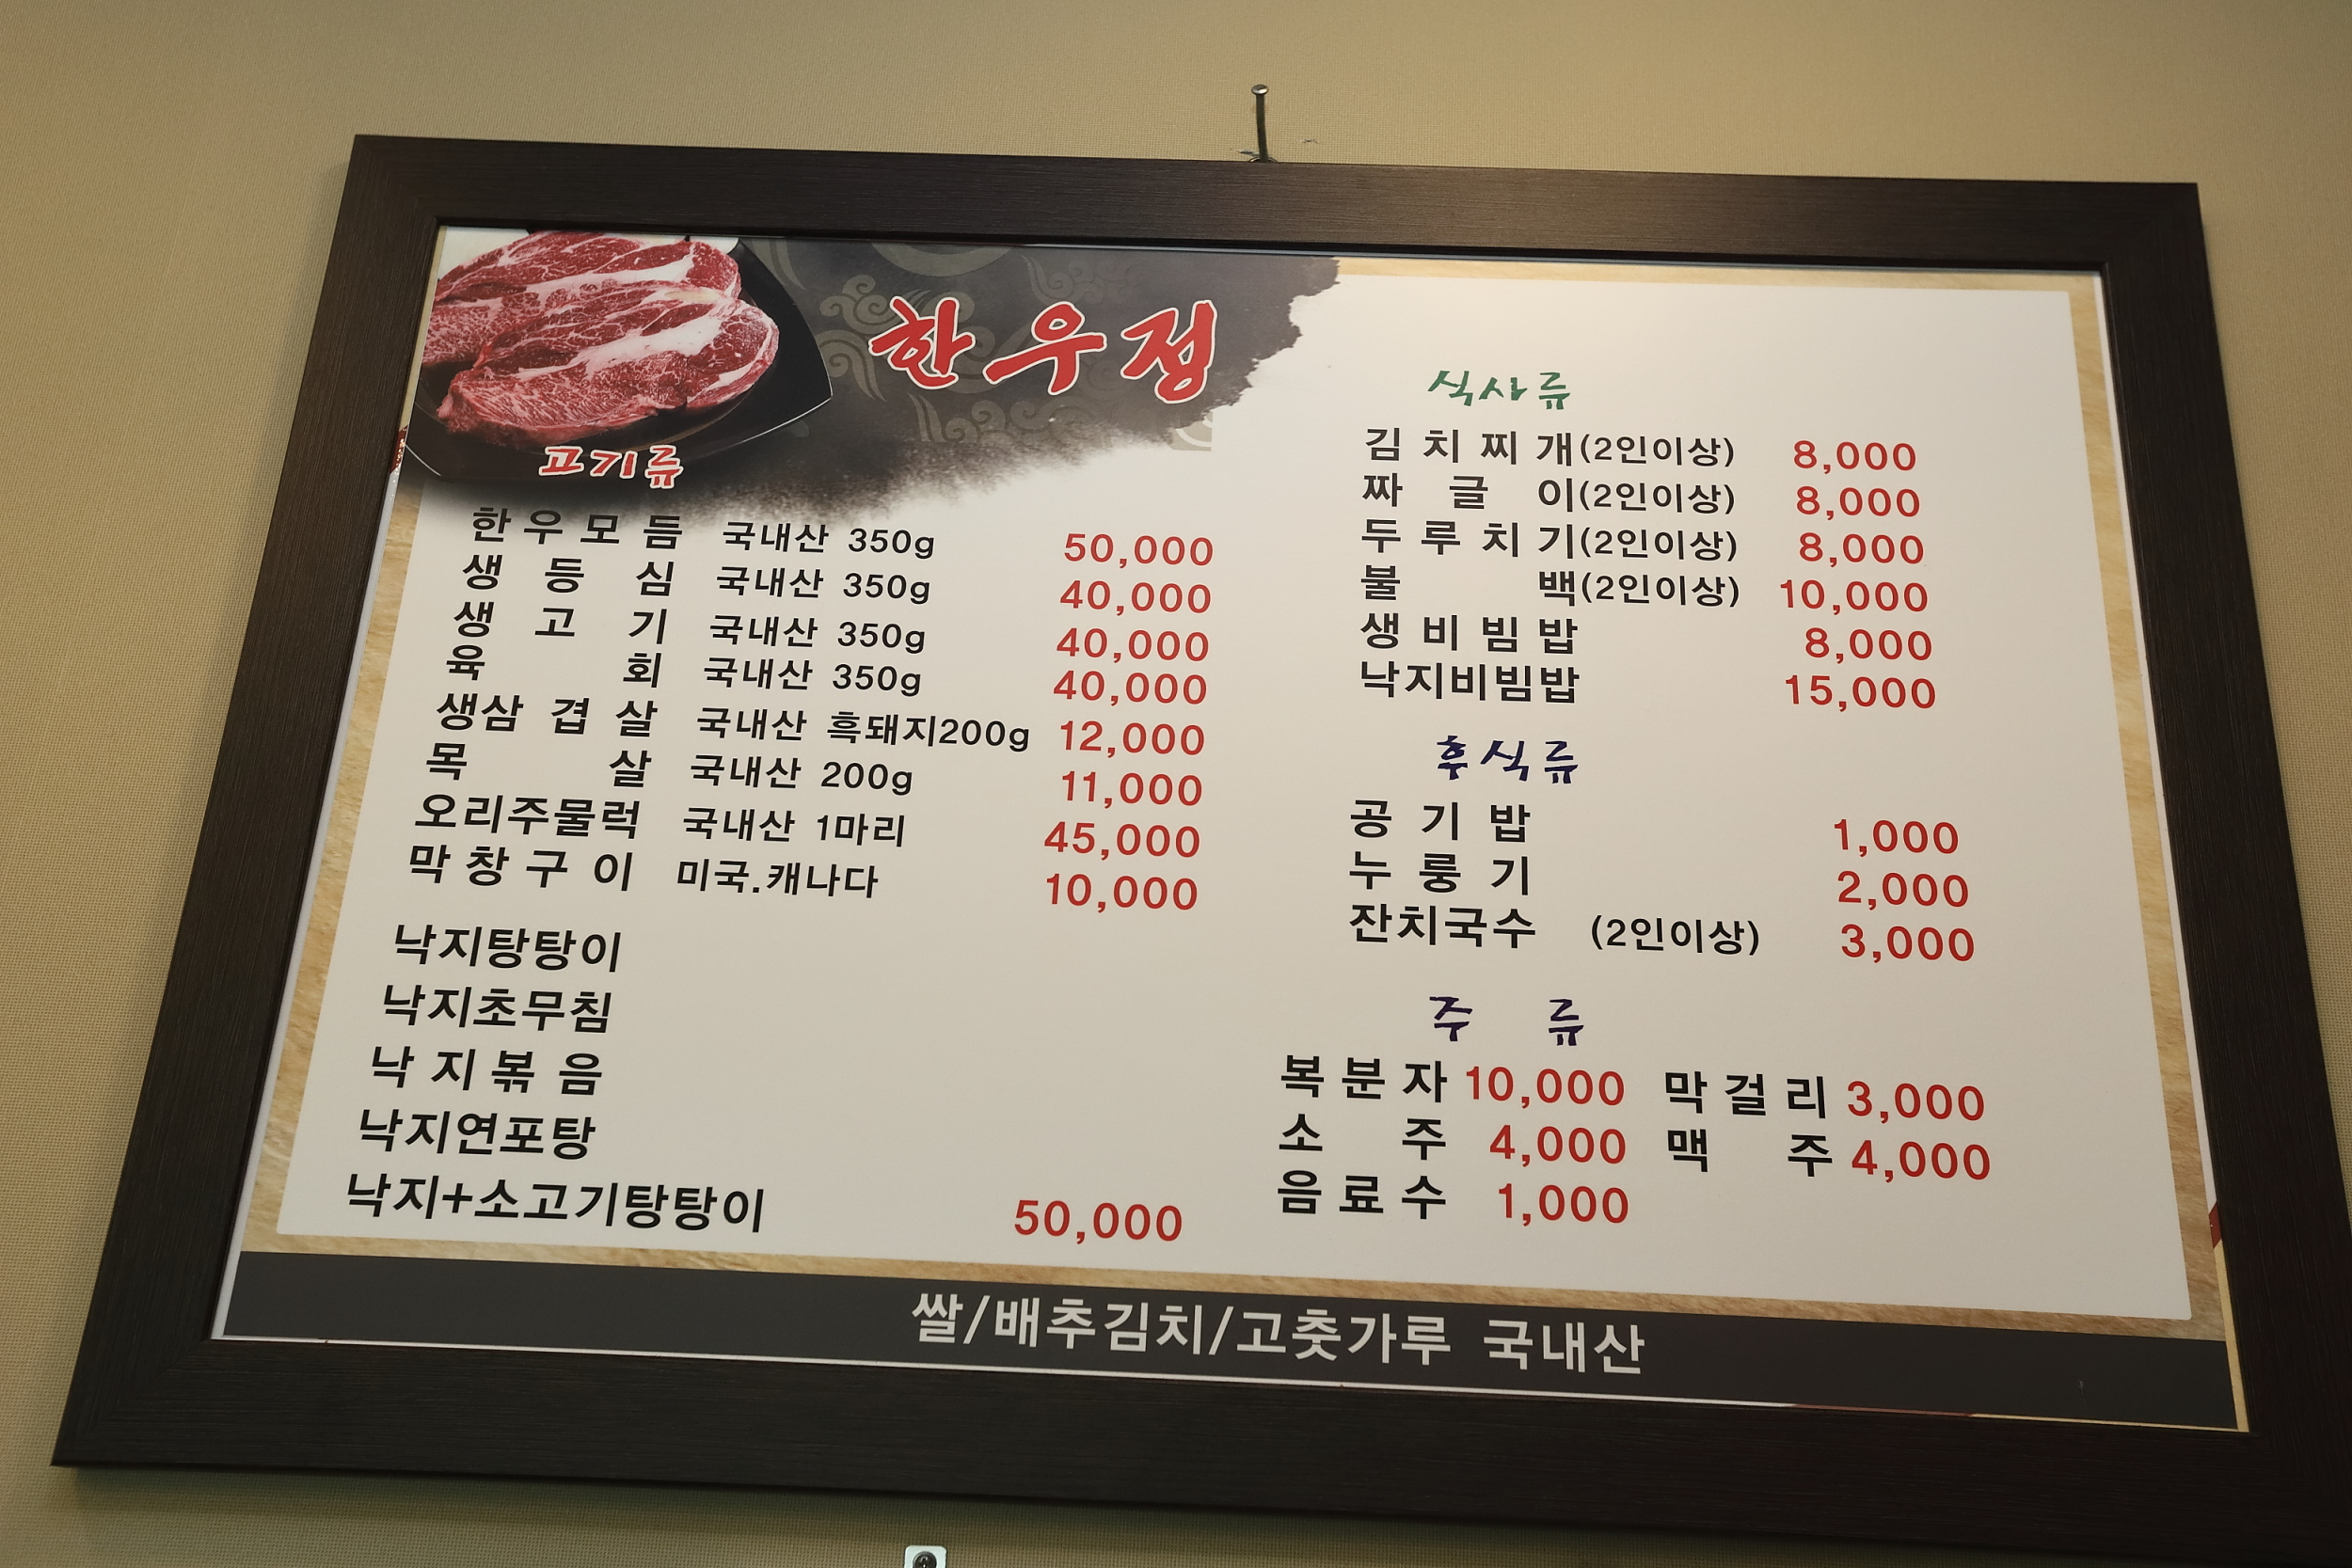 한우정
고기류
한우모듬 국내산 350g 50,000
생등심 국내산 350g 40,000
생고기 국내산 350g 40,000
육회 국내산 350g 40,000
생삼겹살 국내산 흑돼지200g 12,000
목살 국내산 200g 11,000
오리주물럭 국내산 1마리 45,000
막창구이 미국.캐나다 10,000
낙지탕탕이
낙지초무침
낙지볶음
낙지연포탕
낙지+소고기탕탕이 50,000
식사류
김치찌개(2인이상) 8,000
짜글이(2인이상) 8,000
두루치기(2인이상) 8,000
불백(2인이상) 10,000
생비빔밥 8,000
낙지비빔밥 15,000
후식류
공기밥 1,000
누룽기 2,000
잔치국수 (2인이상) 3,000
주류
복분자 10,000 막걸리 3,000
소주 4,000 맥주 4,000
음료수 1,000
쌀/배추김치/고춧가루 국내산